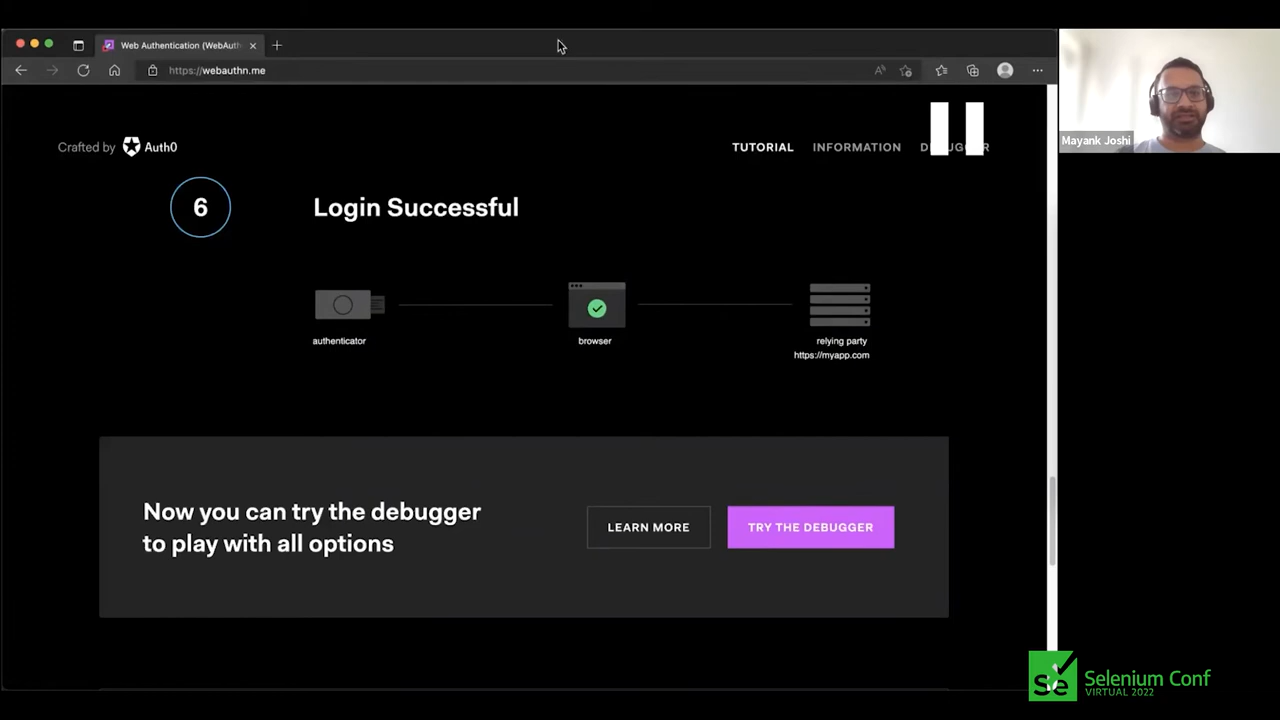 Web Authentication (WebAuth
https://webauthn.me
Mayank Joshi
Crafted by Auth0
TUTORIAL
INFORMATION
6
Login Successful
authenticator
browser
relying party
https://myapp.com
Now you can try the debugger
to play with all options
LEARN MORE
TRY THE DEBUGGER
Se
Selenium Conf
VIRTUAL 2022